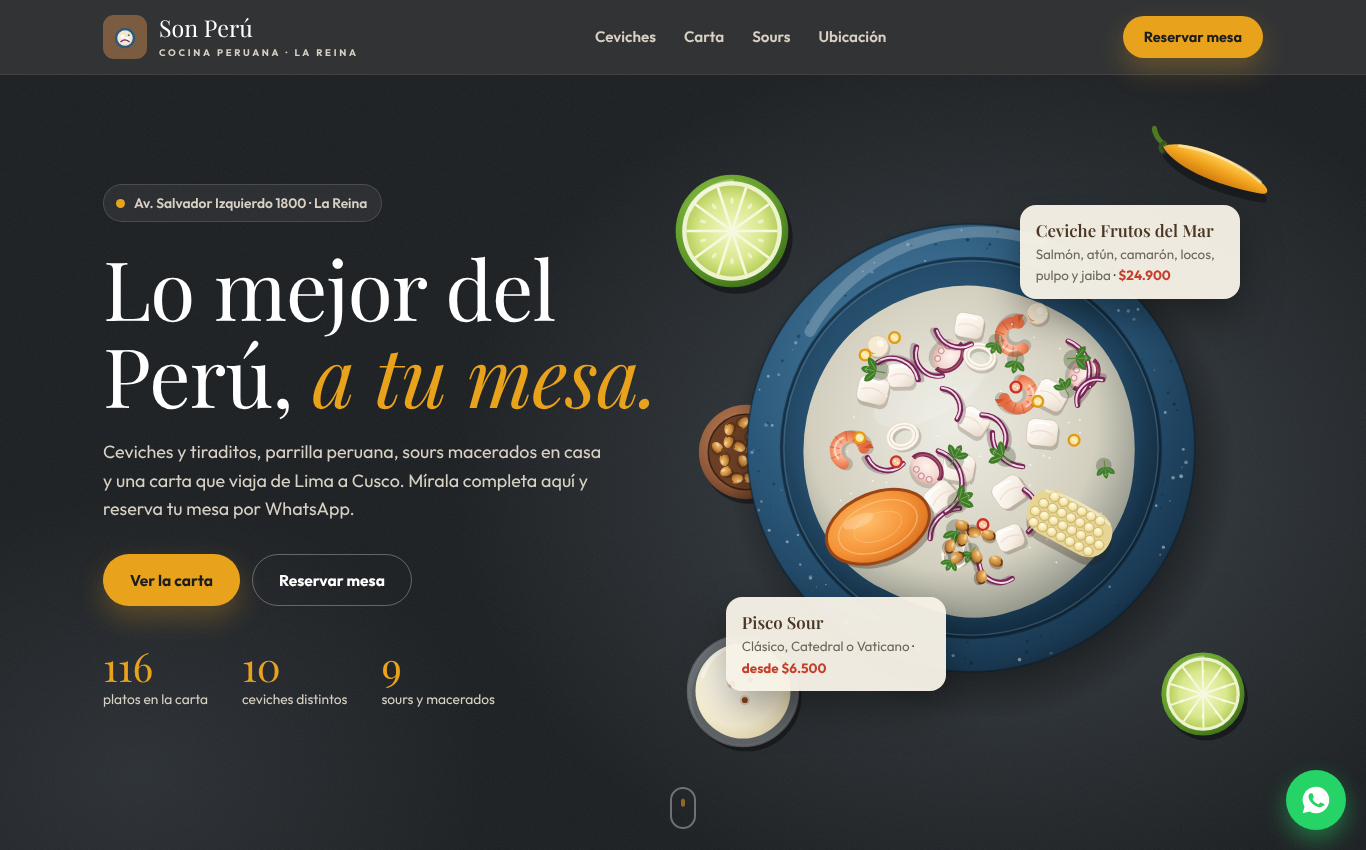 Son Perú
COCINA PERUANA · LA REINA
Ceviches
Carta
Sours
Ubicación
Reservar mesa
Av. Salvador Izquierdo 1800 · La Reina
Lo mejor del
Perú, a tu mesa.
Ceviches y tiraditos, parrilla peruana, sours macerados en casa
y una carta que viaja de Lima a Cusco. Mírala completa aquí y
reserva tu mesa por WhatsApp.
Ver la carta
Reservar mesa
116
platos en la carta
10
ceviches distintos
9
sours y macerados
Ceviche Frutos del Mar
Salmón, atún, camarón, locos,
pulpo y jaiba · $24.900
Pisco Sour
Clásico, Catedral o Vaticano ·
desde $6.500